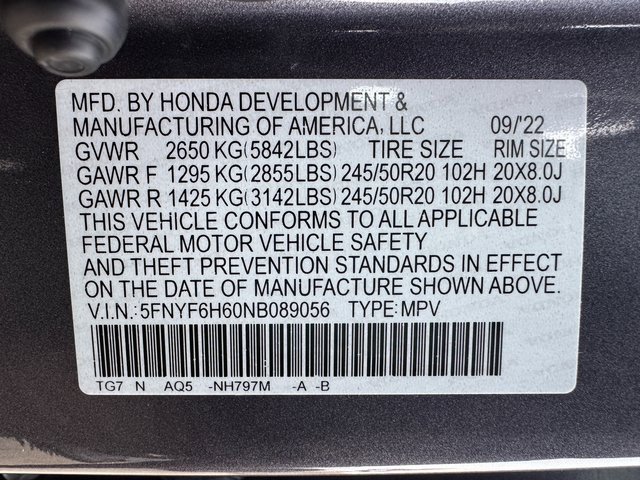 MFD. BY HONDA DEVELOPMENT &
MANUFACTURING OF AMERICA, LLC 09/'22
GVWR 2650 KG(5842LBS) TIRE SIZE RIM SIZE
GAWR F 1295 KG(2855LBS) 245/50R20 102H 20X8.0J
GAWR R 1425 KG(3142LBS) 245/50R20 102H 20X8.0J
THIS VEHICLE CONFORMS TO ALL APPLICABLE
FEDERAL MOTOR VEHICLE SAFETY
AND THEFT PREVENTION STANDARDS IN EFFECT
ON THE DATE OF MANUFACTURE SHOWN ABOVE.
V.I.N.: 5FNYF6H60NB089056 TYPE: MPV
TG7 N AQ5 -NH797M -A -B